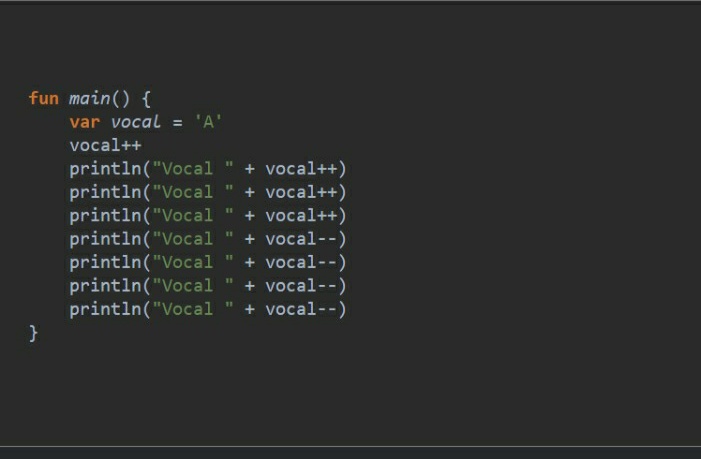 fun main() {
    var vocal = 'A'
    vocal++
    println("Vocal " + vocal++)
    println("Vocal " + vocal++)
    println("Vocal " + vocal++)
    println("Vocal " + vocal--)
    println("Vocal " + vocal--)
    println("Vocal " + vocal--)
    println("Vocal " + vocal--)
}